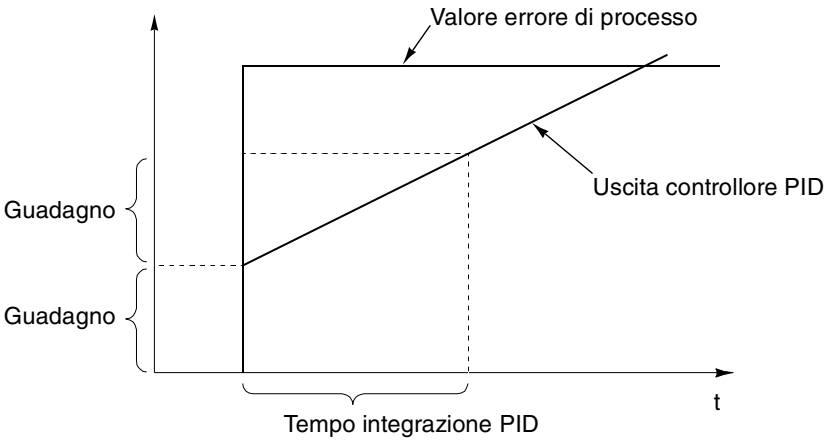 Valore errore di processo
Uscita controllore PID
Guadagno
Guadagno
t
Tempo integrazione PID